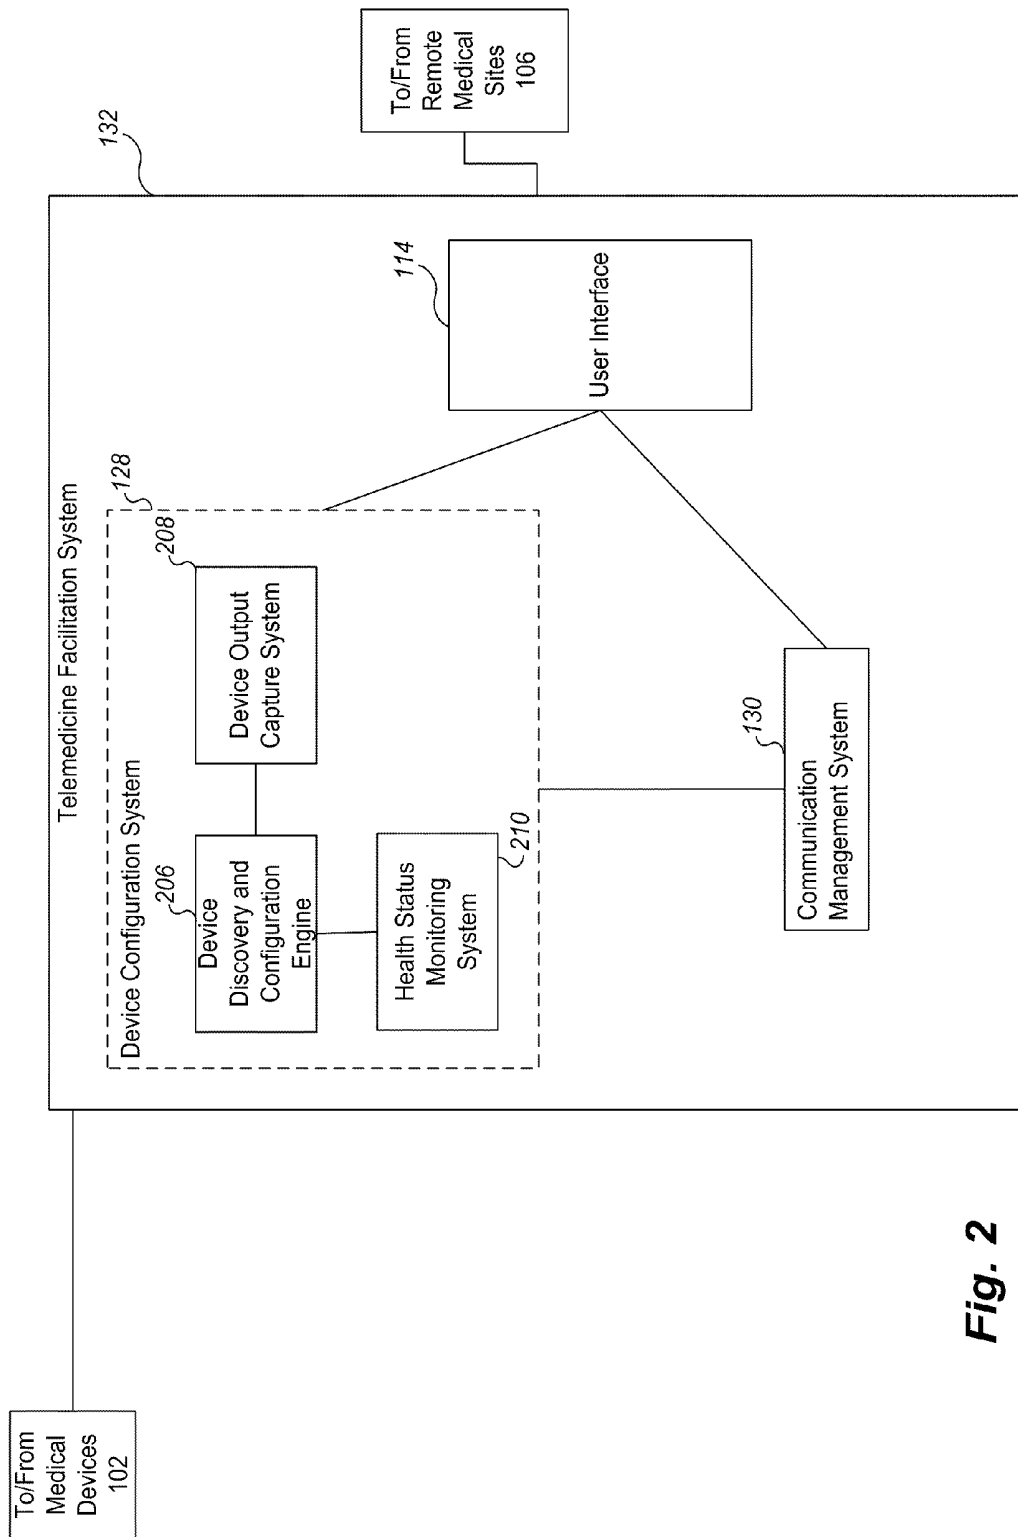 To/From
Medical
Devices
102
Telemedicine Facilitation System
132
Device Configuration System
128
206
Device
Discovery and
Configuration
Engine
208
Device Output
Capture System
Health Status
Monitoring
System
210
114
User Interface
130
Communication
Management System
To/From
Remote
Medical
Sites
106
Fig. 2